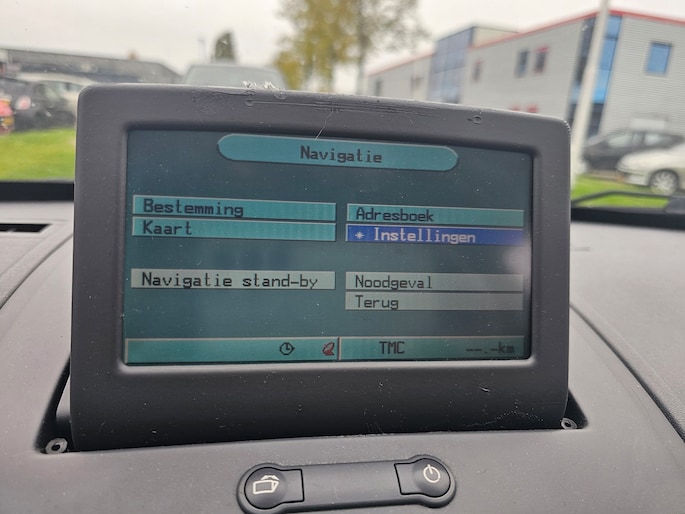 Navigatie
Bestemming
Kaart
Navigatie stand-by
Adresboek
Instellingen
Noodgeval
Terug
TMC
--.-km